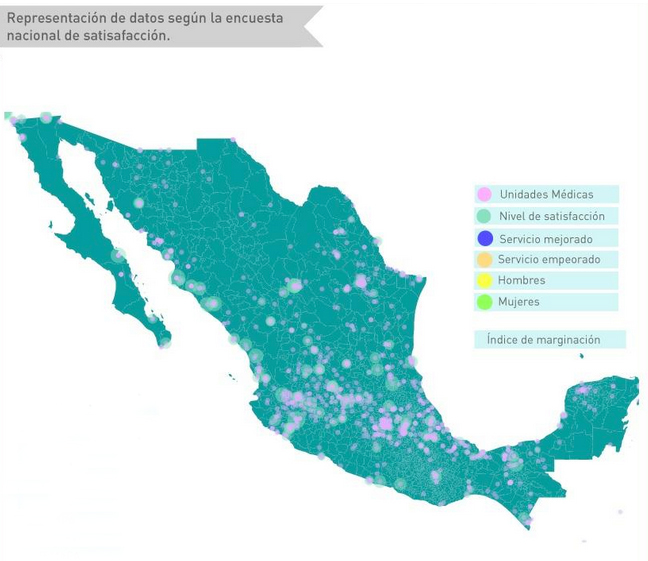 Representación de datos según la encuesta
nacional de satisafacción.
Unidades Médicas
Nivel de satisfacción
Servicio mejorado
Servicio empeorado
Hombres
Mujeres
Índice de marginación